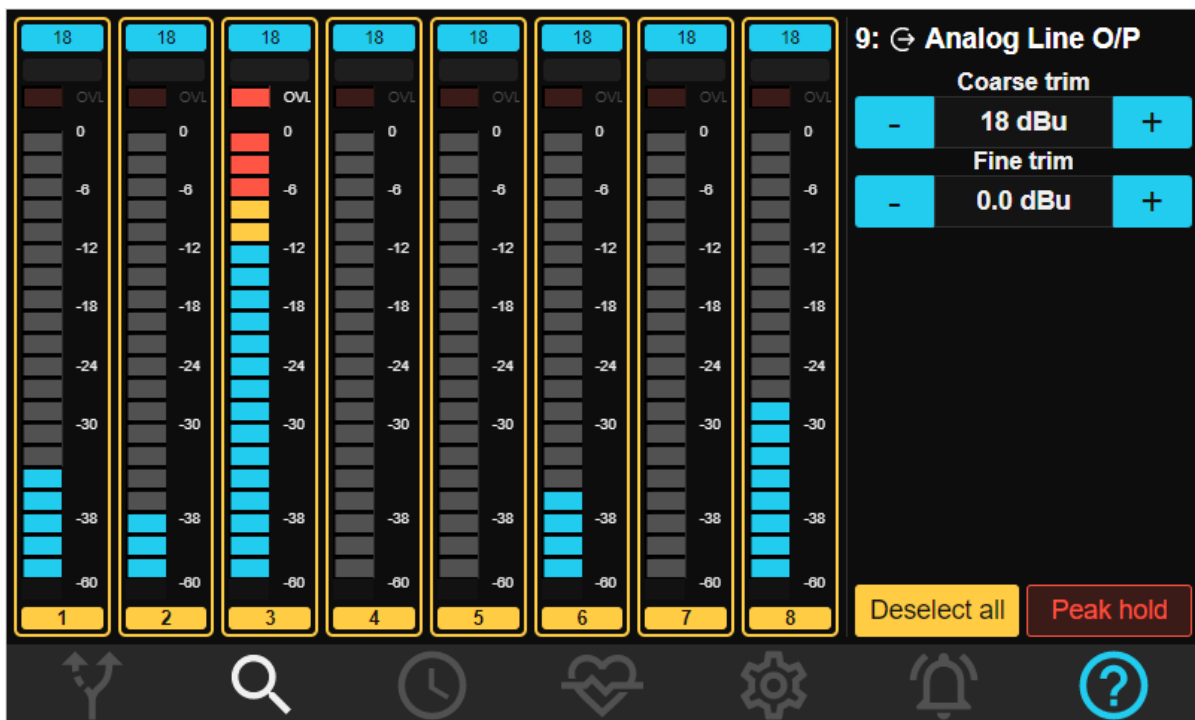 18 18 18 18 18 18 18 18
9: Analog Line O/P
Coarse trim
- 18 dBu +
Fine trim
- 0.0 dBu +
OVL OVL OVL OVL OVL OVL OVL OVL
0 0 0 0 0 0 0 0
-6 -6 -6 -6 -6 -6 -6 -6
-12 -12 -12 -12 -12 -12 -12 -12
-18 -18 -18 -18 -18 -18 -18 -18
-24 -24 -24 -24 -24 -24 -24 -24
-30 -30 -30 -30 -30 -30 -30 -30
-38 -38 -38 -38 -38 -38 -38 -38
-60 -60 -60 -60 -60 -60 -60 -60
1 2 3 4 5 6 7 8
Deselect all Peak hold
?